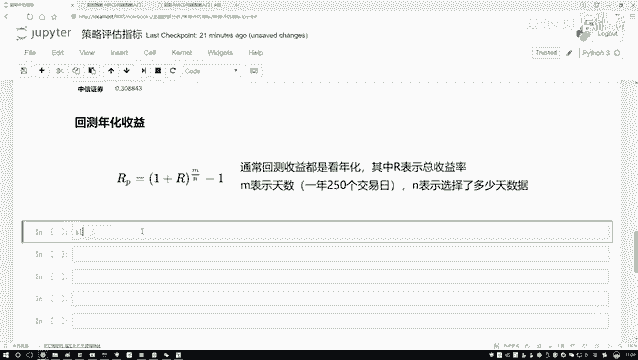 jupyter 策略评估指标 Last Checkpoint: 21 minutes ago (unsaved changes)
Logout
File Edit View Insert Cell Kernel Widgets Help
Trusted Python 3
Code
中信证券 0.308843
回测年化收益
R_p = (1 + R)^{m/n} − 1
通常回测收益都是看年化，其中R表示总收益率
m表示天数（一年250个交易日），n表示选择了多少天数据
In [ ]:
In [ ]:
In [ ]:
In [ ]:
In [ ]: